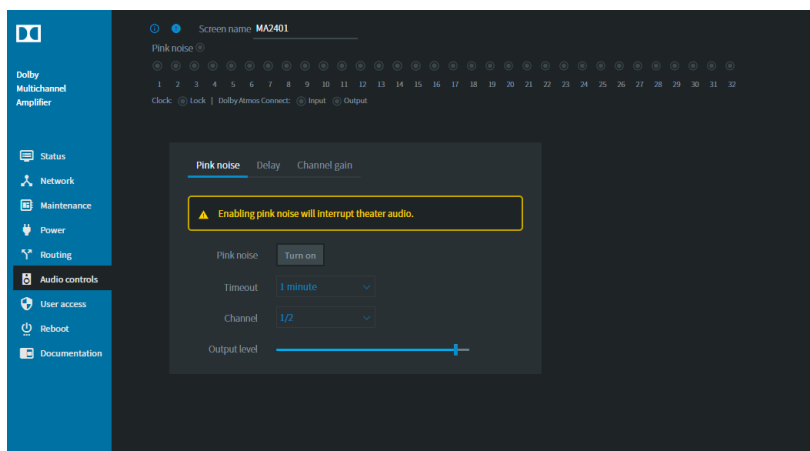 Screen name MA2401
Pink noise
1 2 3 4 5 6 7 8 9 10 11 12 13 14 15 16 17 18 19 20 21 22 23 24 25 26 27 28 29 30 31 32
Clock: Lock | Dolby Atmos Connect: Input Output
Dolby
Multichannel
Amplifier
Status
Network
Maintenance
Power
Routing
Audio controls
User access
Reboot
Documentation
Pink noise Delay Channel gain
Enabling pink noise will interrupt theater audio.
Pink noise Turn on
Timeout 1 minute
Channel 1/2
Output level